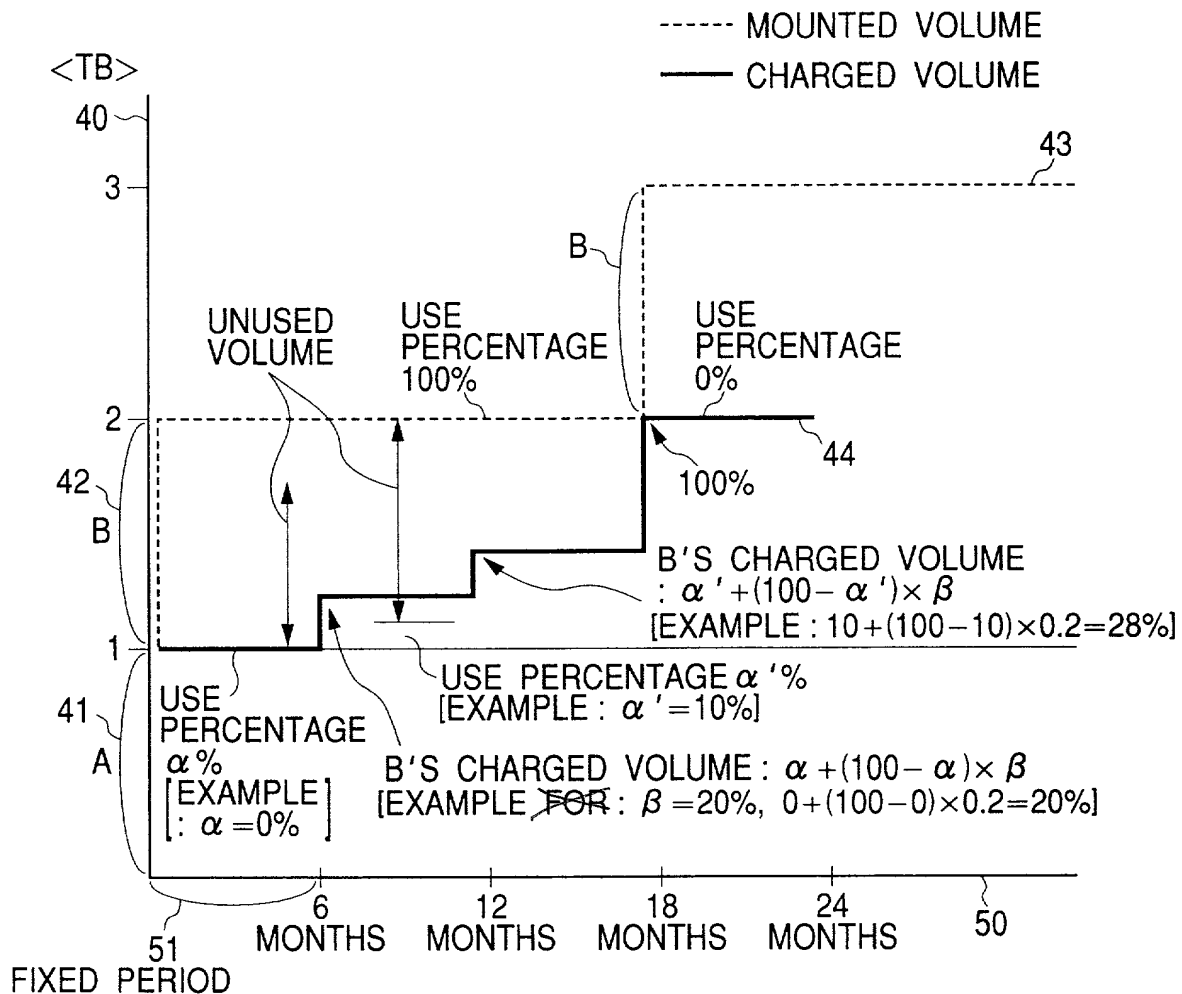 MOUNTED VOLUME
CHARGED VOLUME
<TB>
40
3
43
B
UNUSED
VOLUME
USE
PERCENTAGE
100%
USE
PERCENTAGE
0%
2
44
42
B
100%
B'S CHARGED VOLUME
: α'+(100-α')× β
[EXAMPLE : 10+(100-10)×0.2=28%]
1
USE PERCENTAGE α'%
[EXAMPLE : α'=10%]
41
A
USE
PERCENTAGE
α%
[EXAMPLE
: α=0%]
B'S CHARGED VOLUME : α+(100-α)× β
[EXAMPLE FOR : β=20%, 0+(100-0)×0.2=20%]
51
FIXED PERIOD
6
MONTHS
12
MONTHS
18
MONTHS
24
MONTHS
50